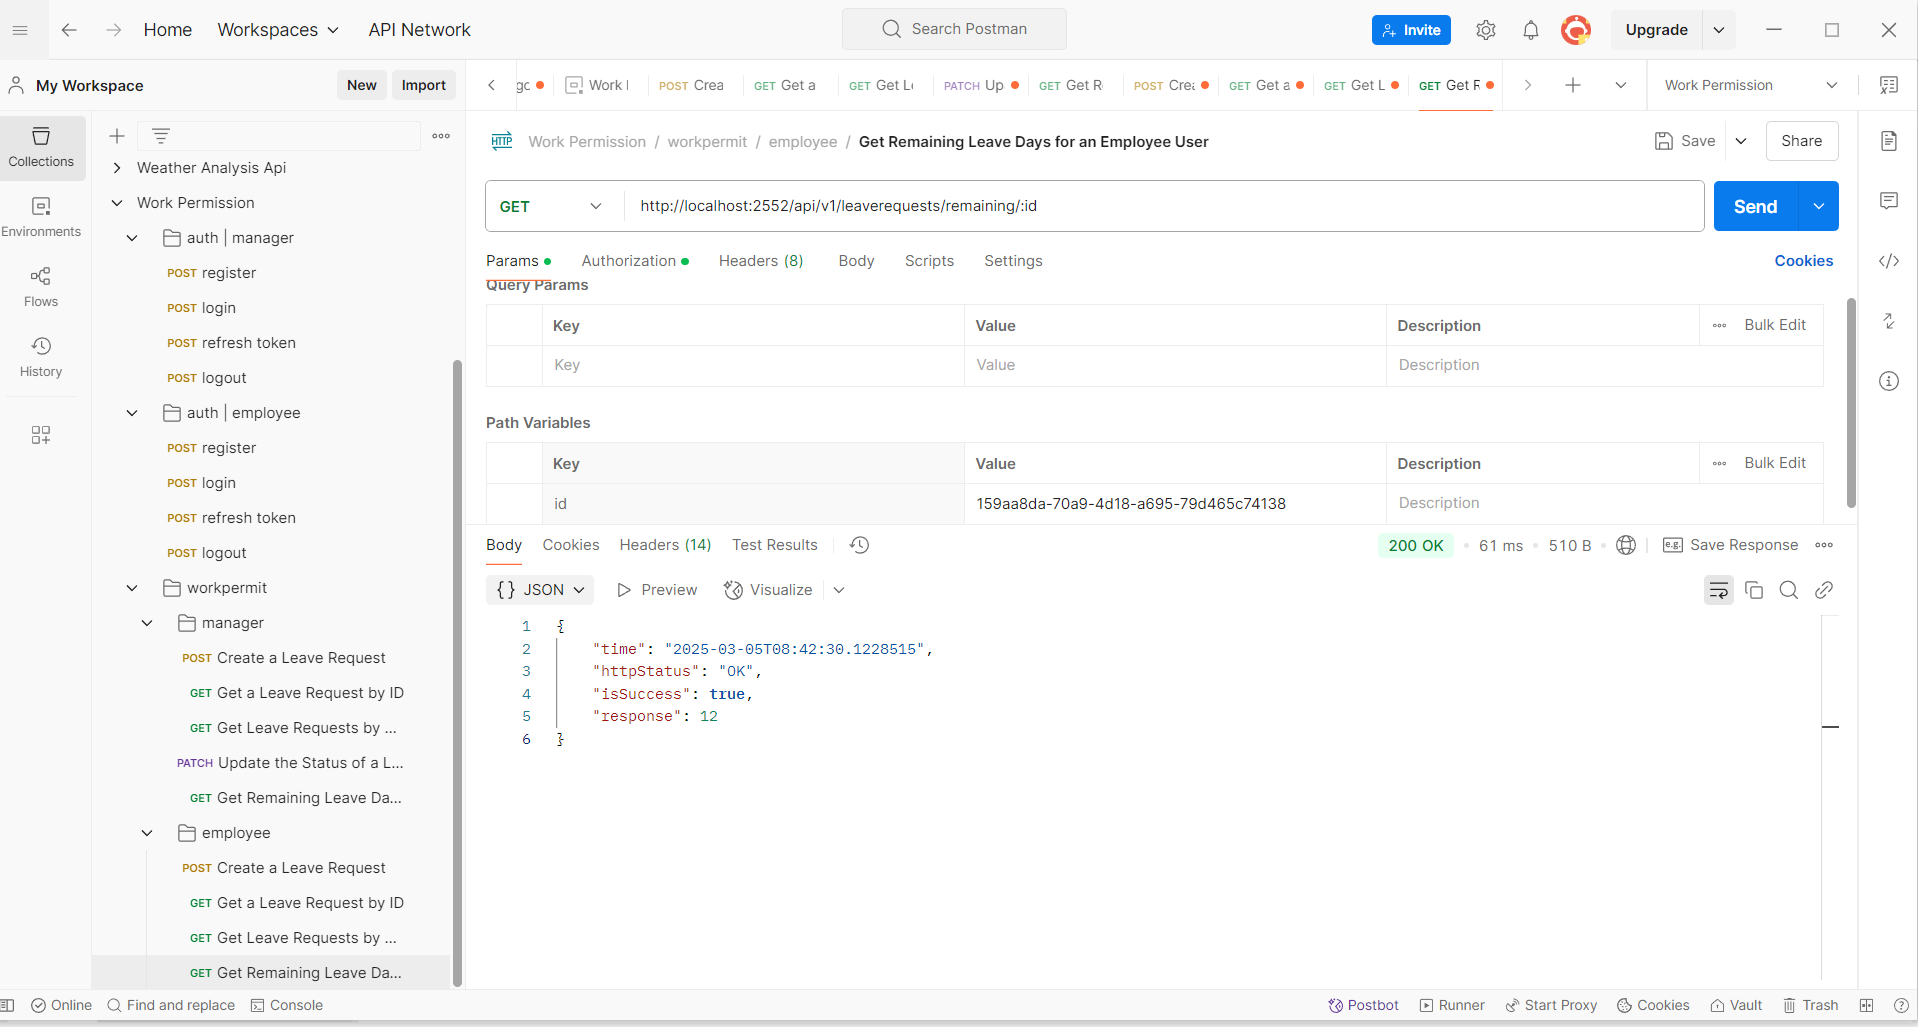 Home Workspaces API Network Search Postman Invite Upgrade
My Workspace New Import
Work POST Crea GET Get a GET Get L PATCH Up GET Get R POST Crea GET Get a GET Get L GET Get R Work Permission
Collections
Environments
Flows
History
Weather Analysis Api
Work Permission
auth | manager
POST register
POST login
POST refresh token
POST logout
auth | employee
POST register
POST login
POST refresh token
POST logout
workpermit
manager
POST Create a Leave Request
GET Get a Leave Request by ID
GET Get Leave Requests by ...
PATCH Update the Status of a L...
GET Get Remaining Leave Da...
employee
POST Create a Leave Request
GET Get a Leave Request by ID
GET Get Leave Requests by ...
GET Get Remaining Leave Da...
HTTP Work Permission / workpermit / employee / Get Remaining Leave Days for an Employee User Save Share
GET http://localhost:2552/api/v1/leaverequests/remaining/:id Send
Params Authorization Headers (8) Body Scripts Settings Cookies
Query Params
Key Value Description Bulk Edit
Key Value Description
Path Variables
Key Value Description Bulk Edit
id 159aa8da-70a9-4d18-a695-79d465c74138 Description
Body Cookies Headers (14) Test Results 200 OK 61 ms 510 B e.g. Save Response
{} JSON Preview Visualize
1 {
2 "time": "2025-03-05T08:42:30.1228515",
3 "httpStatus": "OK",
4 "isSuccess": true,
5 "response": 12
6 }
Online Find and replace Console Postbot Runner Start Proxy Cookies Vault Trash